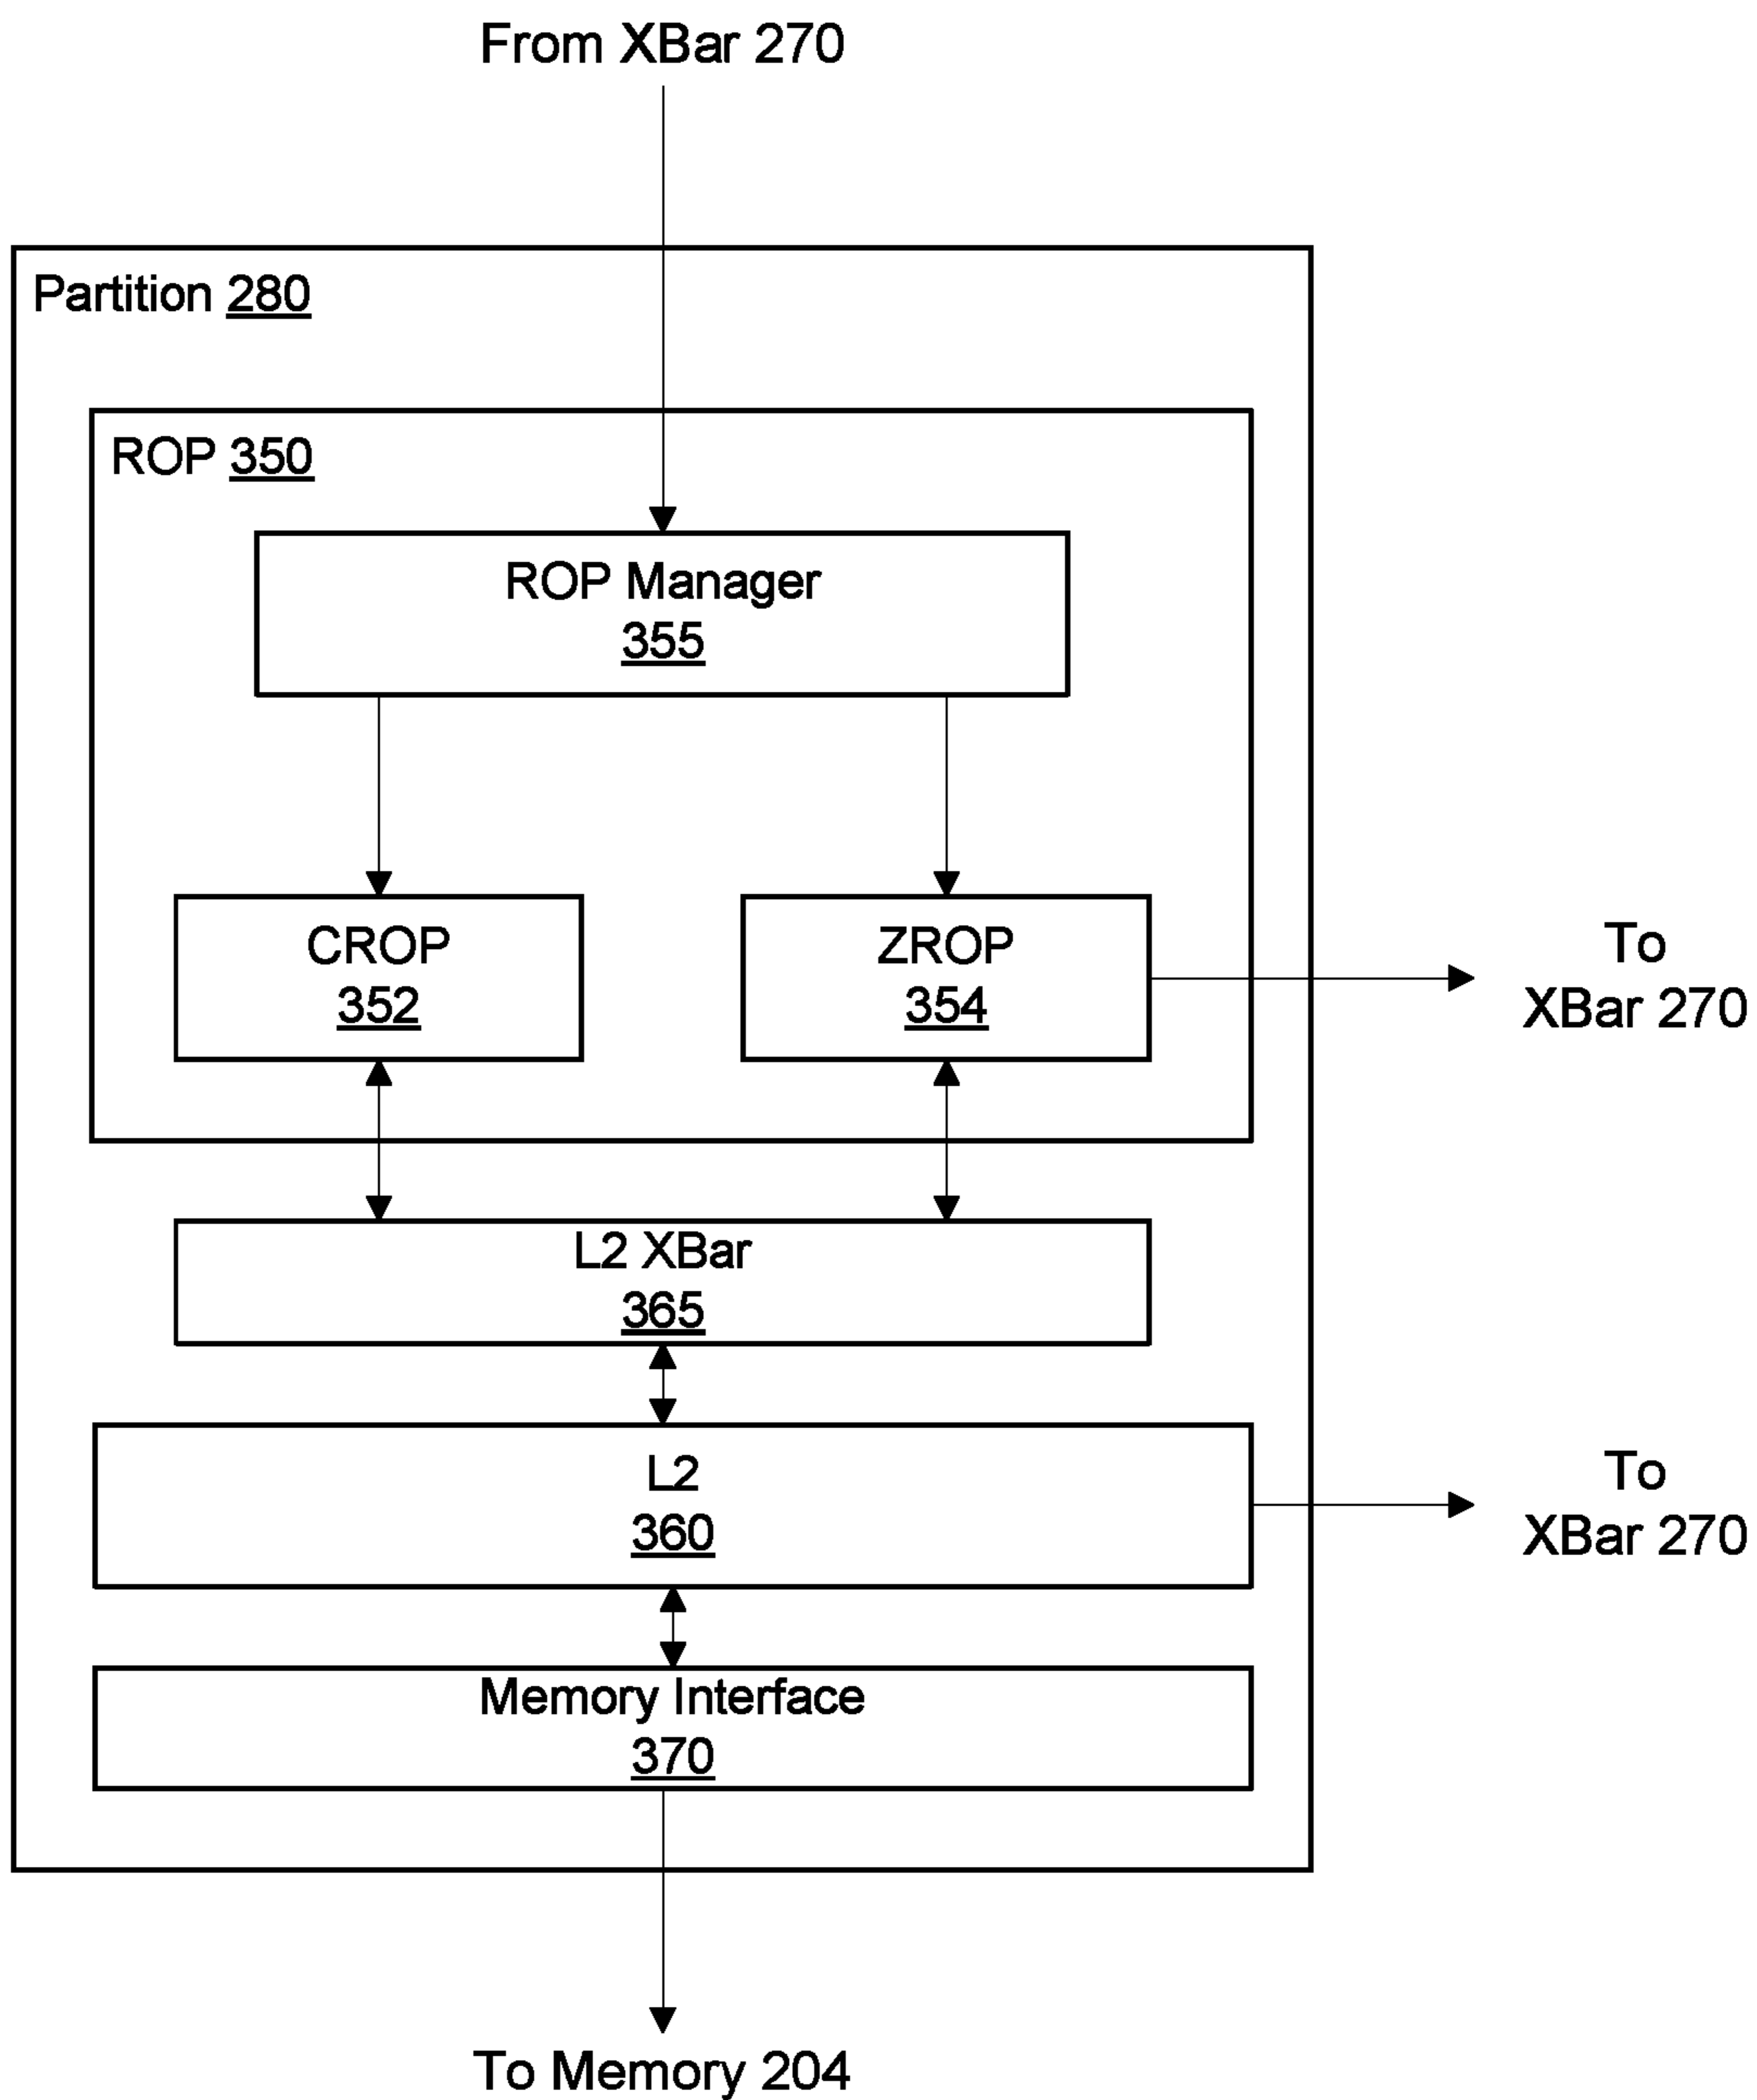 From XBar 270
Partition 280
ROP 350
ROP Manager
355
CROP
352
ZROP
354
To
XBar 270
L2 XBar
365
L2
360
To
XBar 270
Memory Interface
370
To Memory 204